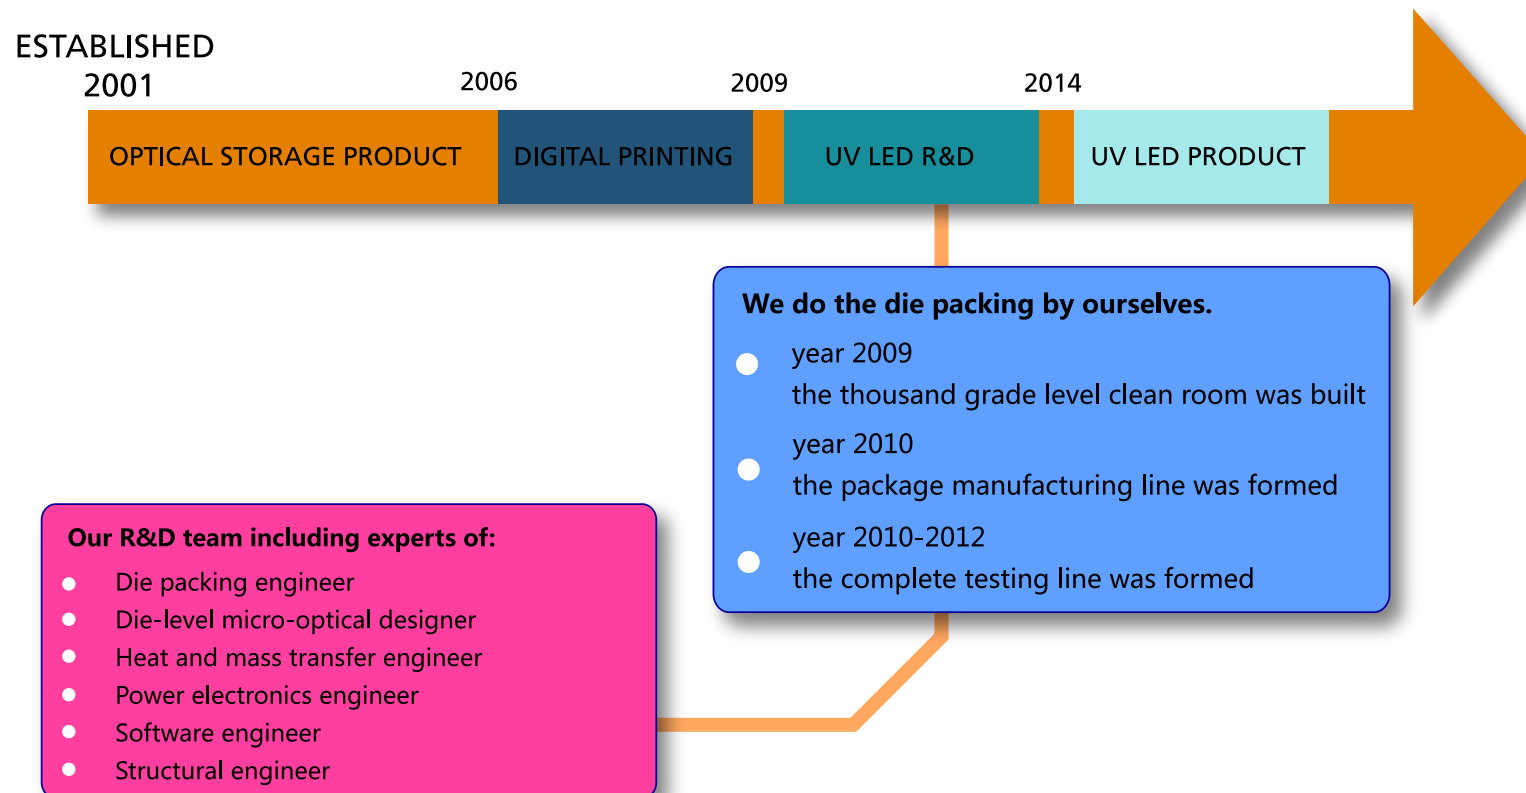 ESTABLISHED
2001
2006
2009
2014
OPTICAL STORAGE PRODUCT
DIGITAL PRINTING
UV LED R&D
UV LED PRODUCT
We do the die packing by ourselves.
year 2009
the thousand grade level clean room was built
year 2010
the package manufacturing line was formed
year 2010-2012
the complete testing line was formed
Our R&D team including experts of:
Die packing engineer
Die-level micro-optical designer
Heat and mass transfer engineer
Power electronics engineer
Software engineer
Structural engineer